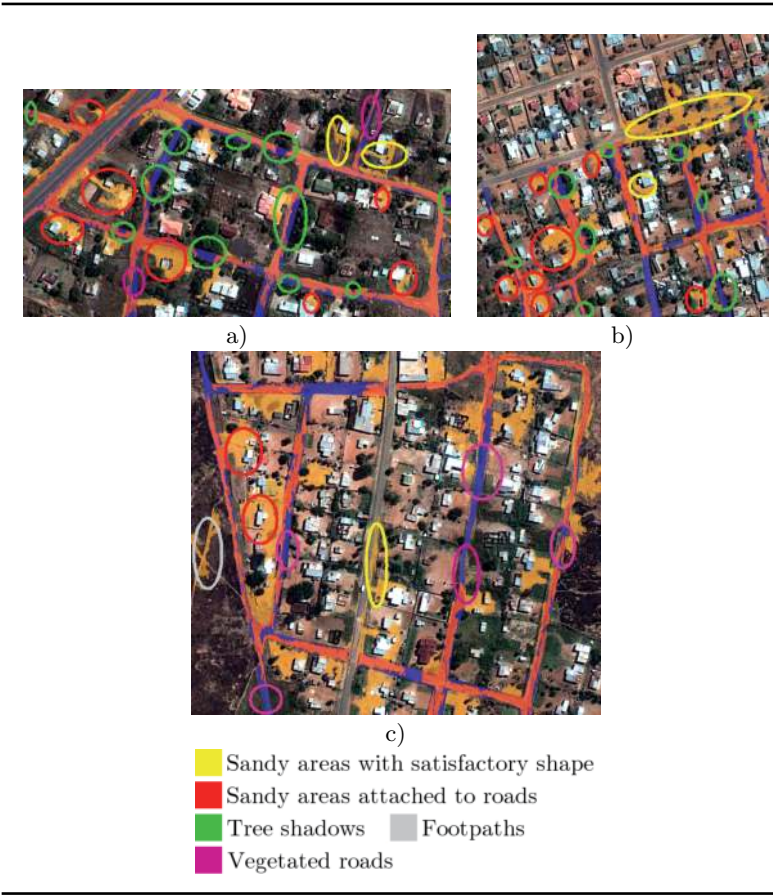 a)
b)
c)
Sandy areas with satisfactory shape
Sandy areas attached to roads
Tree shadows Footpaths
Vegetated roads